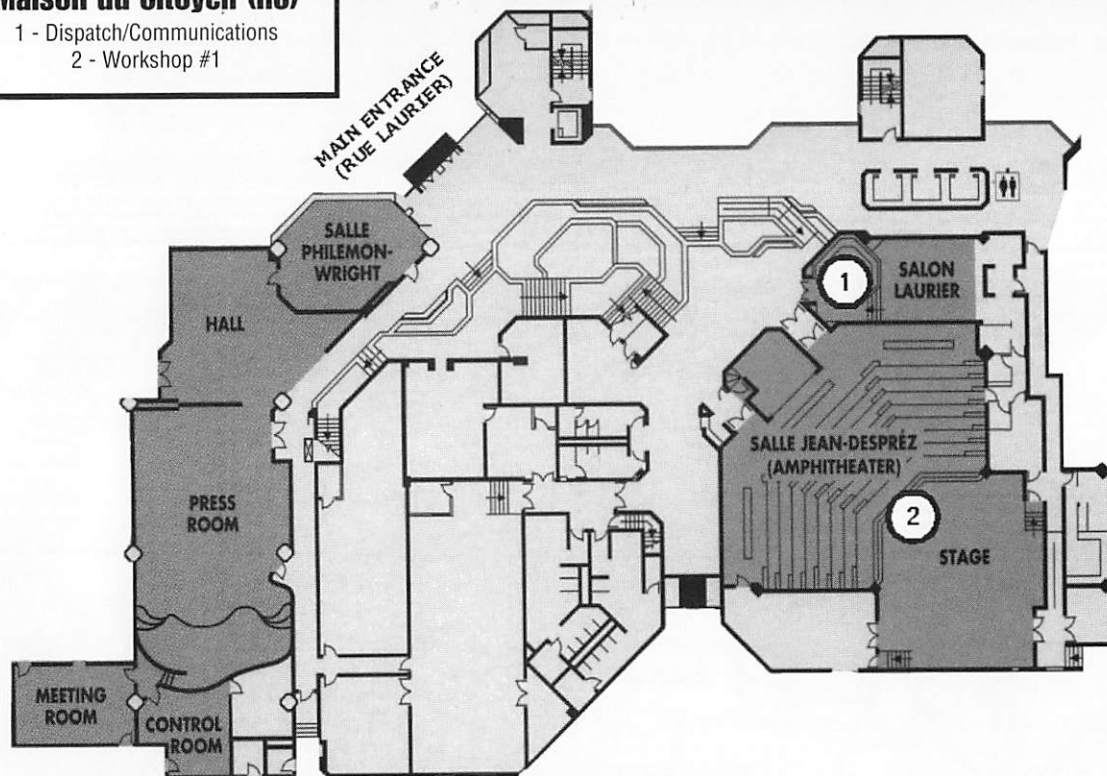 1 - Dispatch/Communications
2 - Workshop #1
MAIN ENTRANCE
(RUE LAURIER)
SALLE
PHILEMON-
WRIGHT
HALL
1
SALON
LAURIER
SALLE JEAN-DESPRÉZ
(AMPHITHEATER)
PRESS
ROOM
2
STAGE
MEETING
ROOM
CONTROL
ROOM